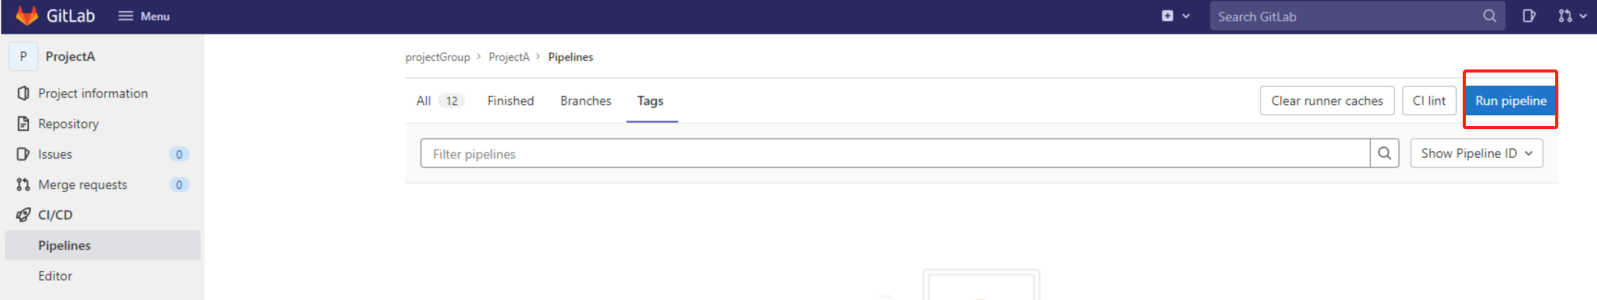 GitLab Menu Search GitLab
P ProjectA
projectGroup > ProjectA > Pipelines
Project information
Repository
Issues 0
Merge requests 0
CI/CD
Pipelines
Editor
All 12 Finished Branches Tags Clear runner caches CI lint Run pipeline
Filter pipelines Show Pipeline ID